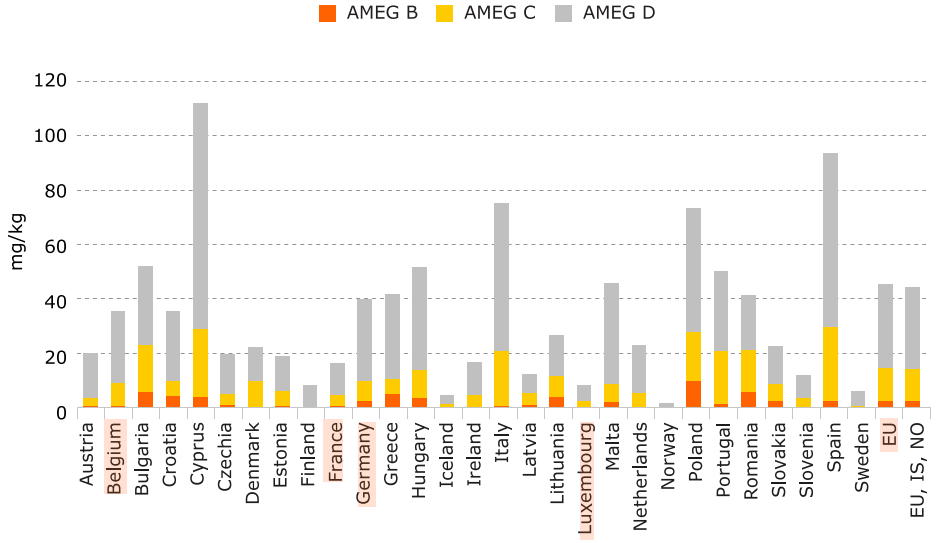 AMEG B AMEG C AMEG D
mg/kg
120
100
80
60
40
20
0
Austria
Belgium
Bulgaria
Croatia
Cyprus
Czechia
Denmark
Estonia
Finland
France
Germany
Greece
Hungary
Iceland
Ireland
Italy
Latvia
Lithuania
Luxembourg
Malta
Netherlands
Norway
Poland
Portugal
Romania
Slovakia
Slovenia
Spain
Sweden
EU
EU, IS, NO